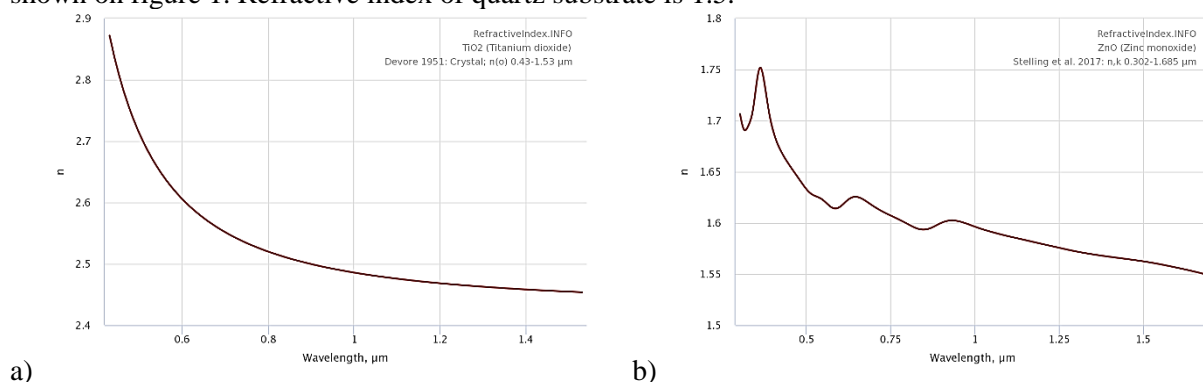 shown on figure 1. Refractive index of quartz substrate is 1.5.
2.9
2.8
2.7
2.6
2.5
2.4
n
0.6 0.8 1 1.2 1.4
Wavelength, µm
RefractiveIndex.INFO
TiO2 (Titanium dioxide)
Devore 1951: Crystal; n(o) 0.43-1.53 µm
a)
1.8
1.75
1.7
1.65
1.6
1.55
1.5
n
0.5 0.75 1 1.25 1.5
Wavelength, µm
RefractiveIndex.INFO
ZnO (Zinc monoxide)
Stelling et al. 2017: n,k 0.302-1.685 µm
b)